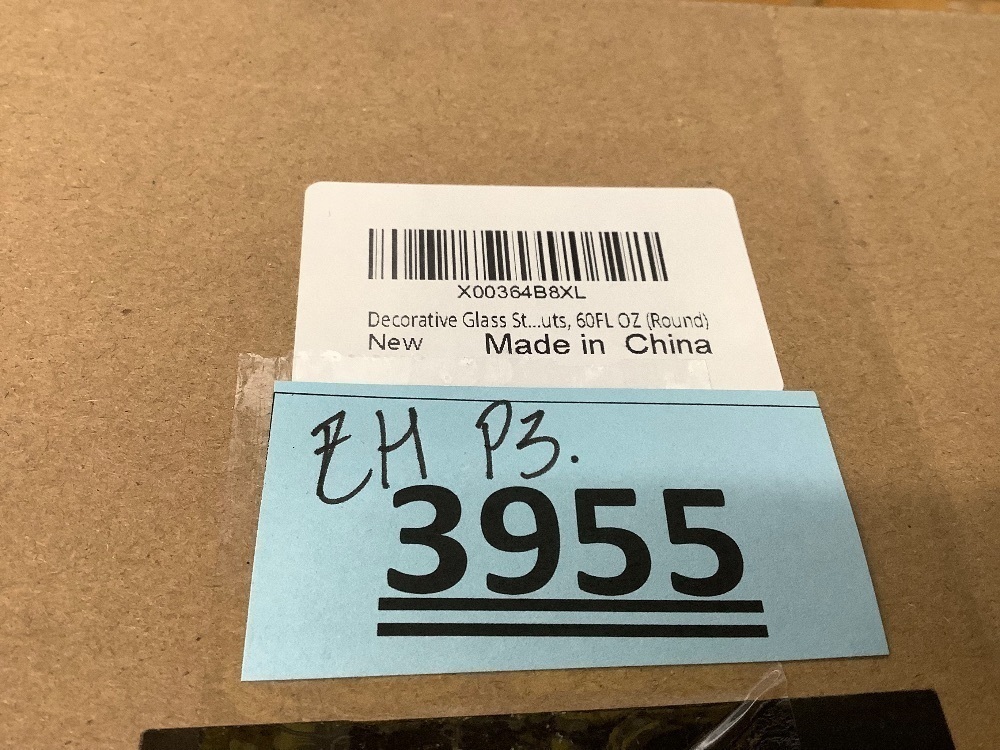 X00364B8XL
Decorative Glass St...uts, 60FL OZ (Round)
New Made in China
EH P3.
3955